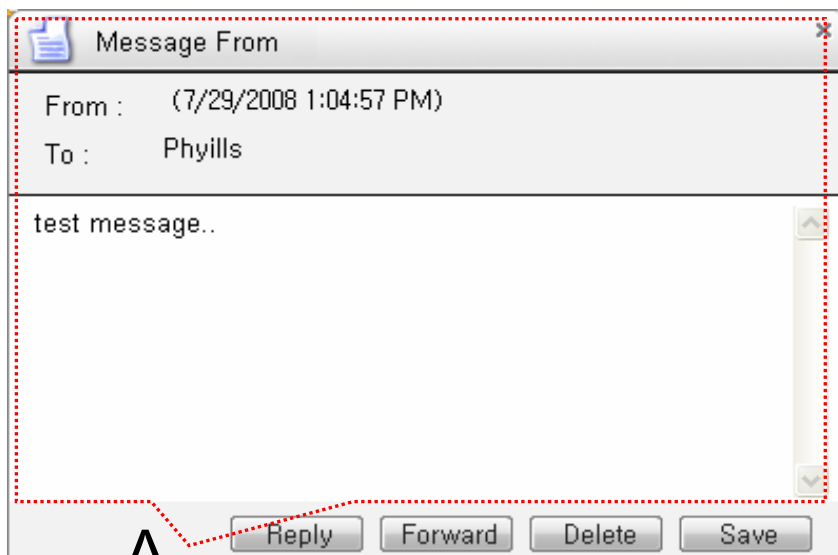 Message From
From : (7/29/2008 1:04:57 PM)
To : Phyills
test message..
Reply Forward Delete Save
A